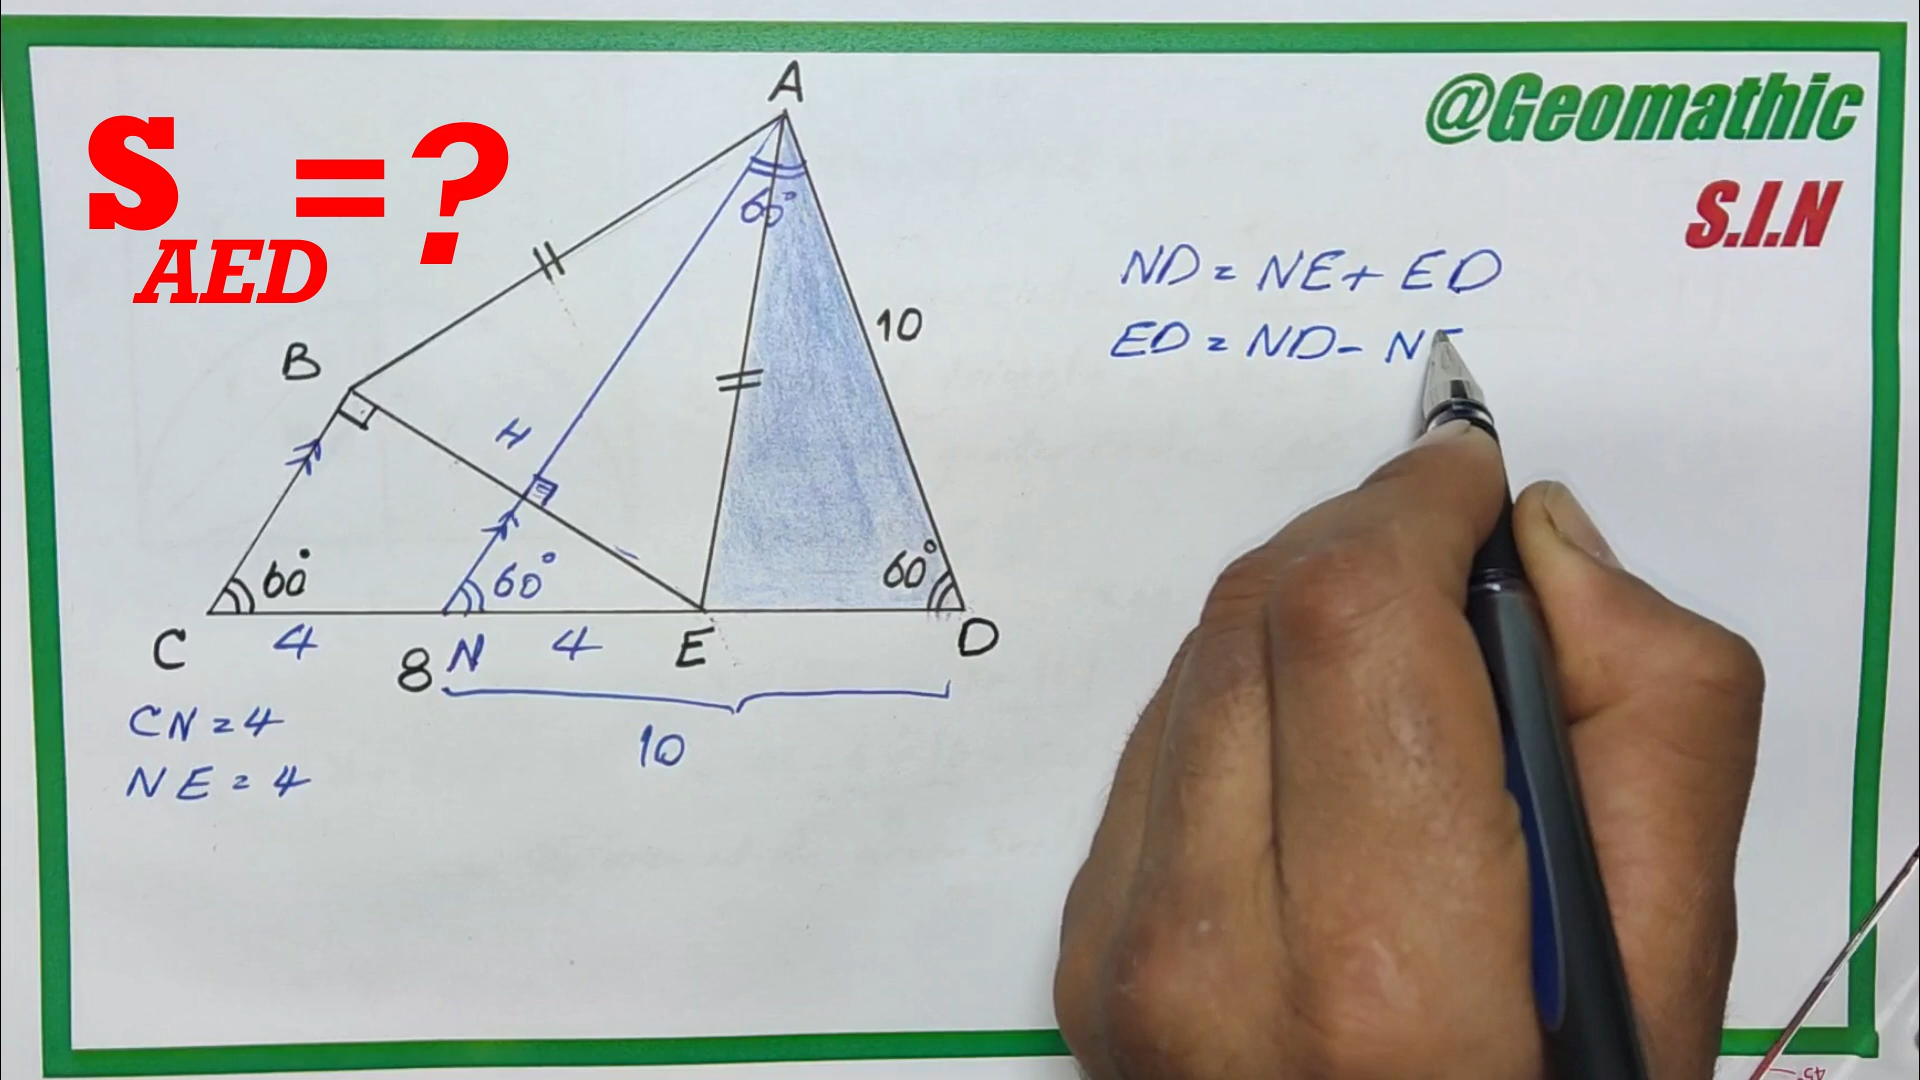 @Geomathic
S.I.N
S AED = ?
A
B
60°
10
H
60°
60°
60°
C
4
8
N
4
E
D
10
CN = 4
NE = 4
ND = NE + ED
ED = ND - N
45°